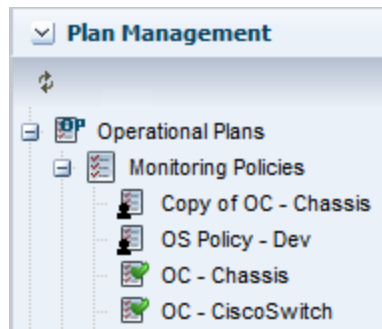 Plan Management
Operational Plans
Monitoring Policies
Copy of OC - Chassis
OS Policy - Dev
OC - Chassis
OC - CiscoSwitch